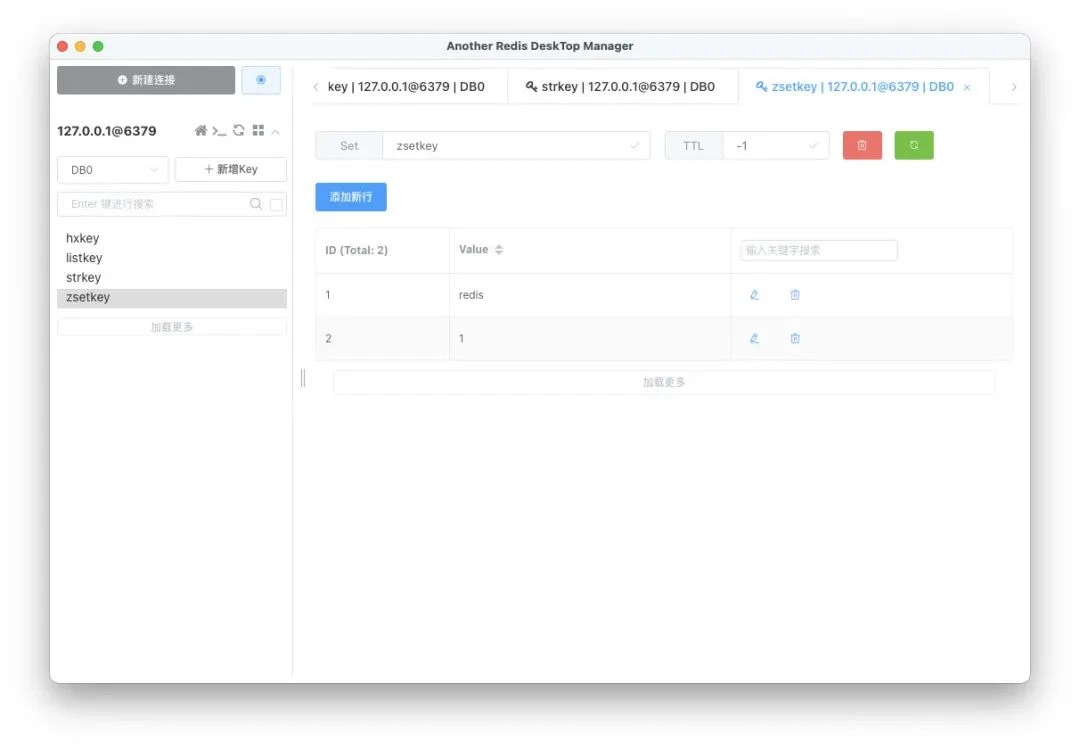 Another Redis DeskTop Manager
新建连接
key | 127.0.0.1@6379 | DB0
strkey | 127.0.0.1@6379 | DB0
zsetkey | 127.0.0.1@6379 | DB0
127.0.0.1@6379
DB0
新增Key
Enter 键进行搜索
hxkey
listkey
strkey
zsetkey
加载更多
Set
zsetkey
TTL
-1
添加新行
ID (Total: 2)
Value
输入关键字搜索
1
redis
2
1
加载更多